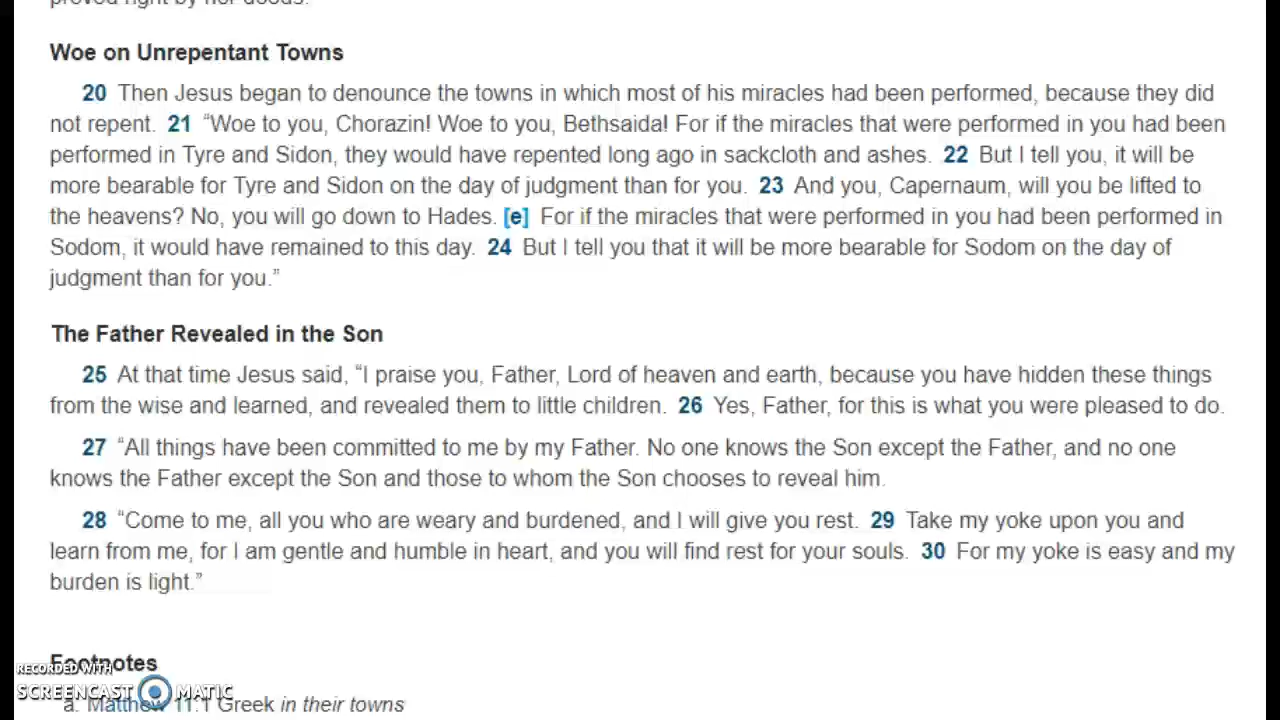 proved right by her deeds.
Woe on Unrepentant Towns
20 Then Jesus began to denounce the towns in which most of his miracles had been performed, because they did
not repent. 21 “Woe to you, Chorazin! Woe to you, Bethsaida! For if the miracles that were performed in you had been
performed in Tyre and Sidon, they would have repented long ago in sackcloth and ashes. 22 But I tell you, it will be
more bearable for Tyre and Sidon on the day of judgment than for you. 23 And you, Capernaum, will you be lifted to
the heavens? No, you will go down to Hades. [e] For if the miracles that were performed in you had been performed in
Sodom, it would have remained to this day. 24 But I tell you that it will be more bearable for Sodom on the day of
judgment than for you.”
The Father Revealed in the Son
25 At that time Jesus said, “I praise you, Father, Lord of heaven and earth, because you have hidden these things
from the wise and learned, and revealed them to little children. 26 Yes, Father, for this is what you were pleased to do.
27 “All things have been committed to me by my Father. No one knows the Son except the Father, and no one
knows the Father except the Son and those to whom the Son chooses to reveal him.
28 “Come to me, all you who are weary and burdened, and I will give you rest. 29 Take my yoke upon you and
learn from me, for I am gentle and humble in heart, and you will find rest for your souls. 30 For my yoke is easy and my
burden is light.”
Footnotes
RECORDED WITH
SCREENCAST MATIC
a. Matthew 11:1 Greek in their towns